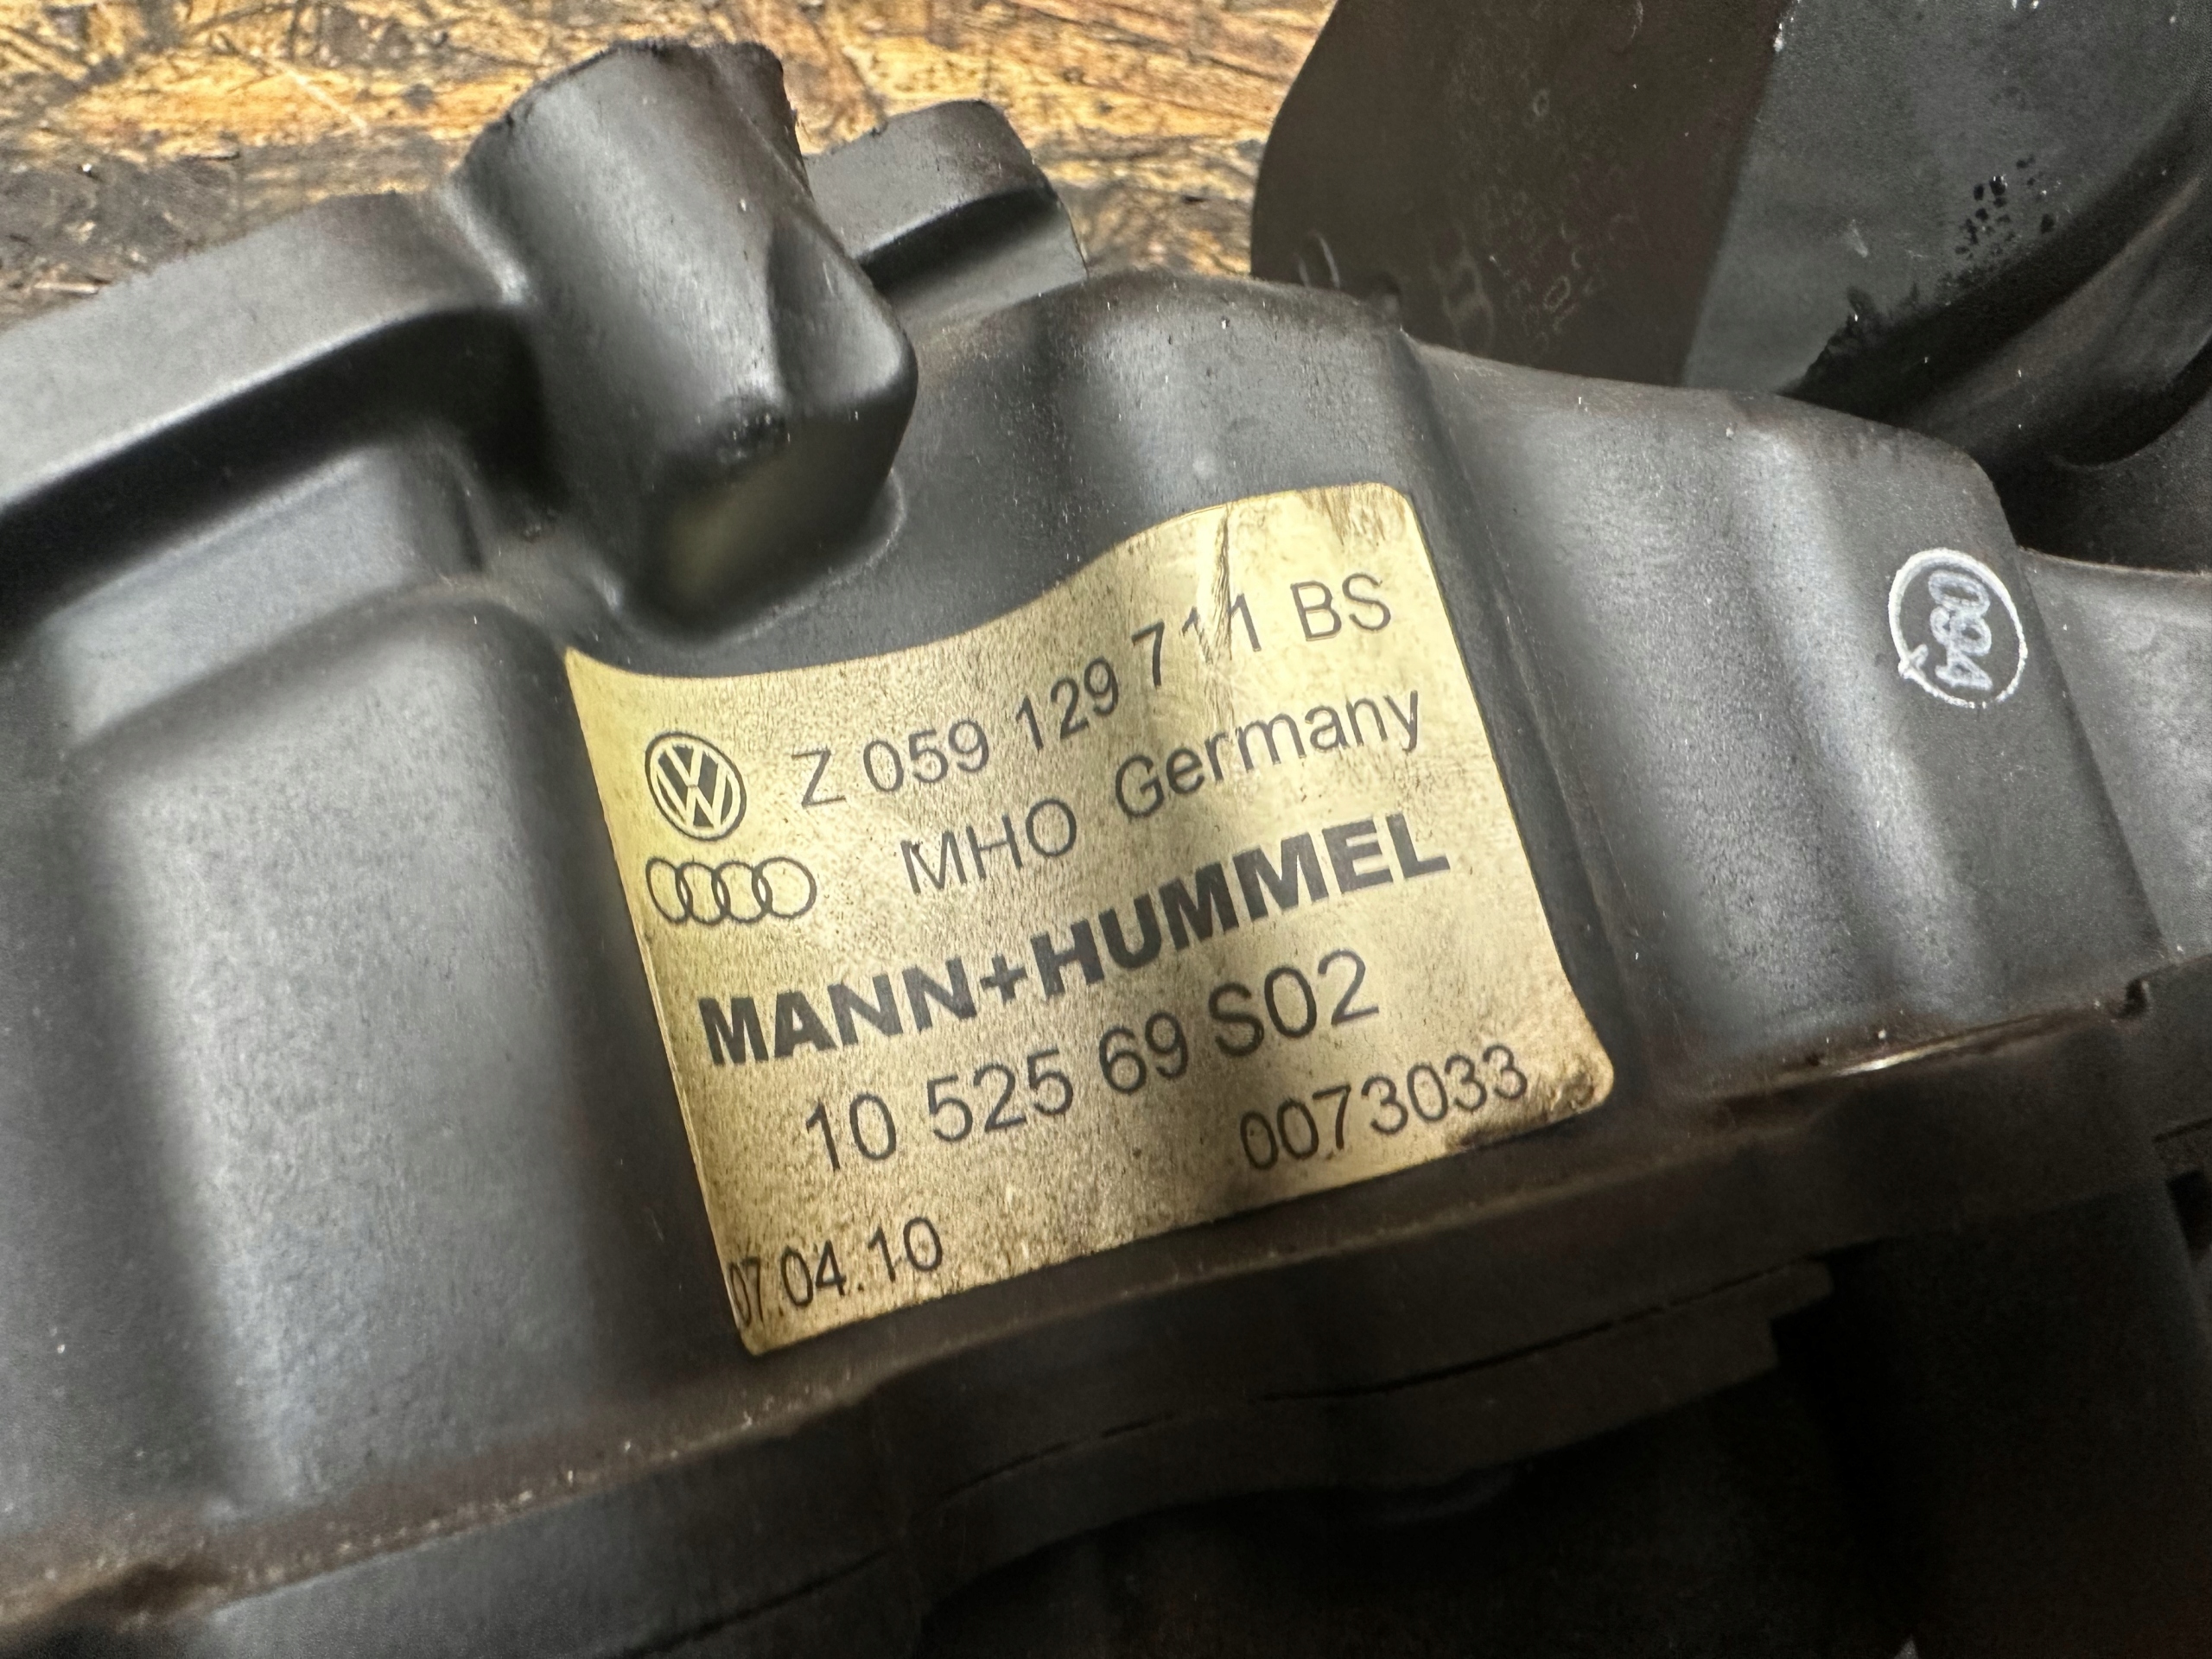 Z 059 129 711 BS
MHO Germany
MANN+HUMMEL
10 525 69 S02
0073033
07.04.10
094